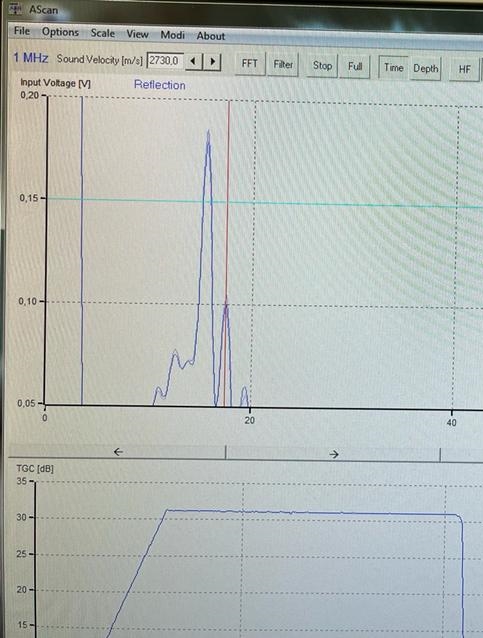 AScan
File Options Scale View Modi About
1 MHz Sound Velocity [m/s] 2730,0 FFT Filter Stop Full Time Depth HF
Input Voltage [V] Reflection
0,20
0,15
0,10
0,05
0 20 40
TGC [dB]
35
30
25
20
15